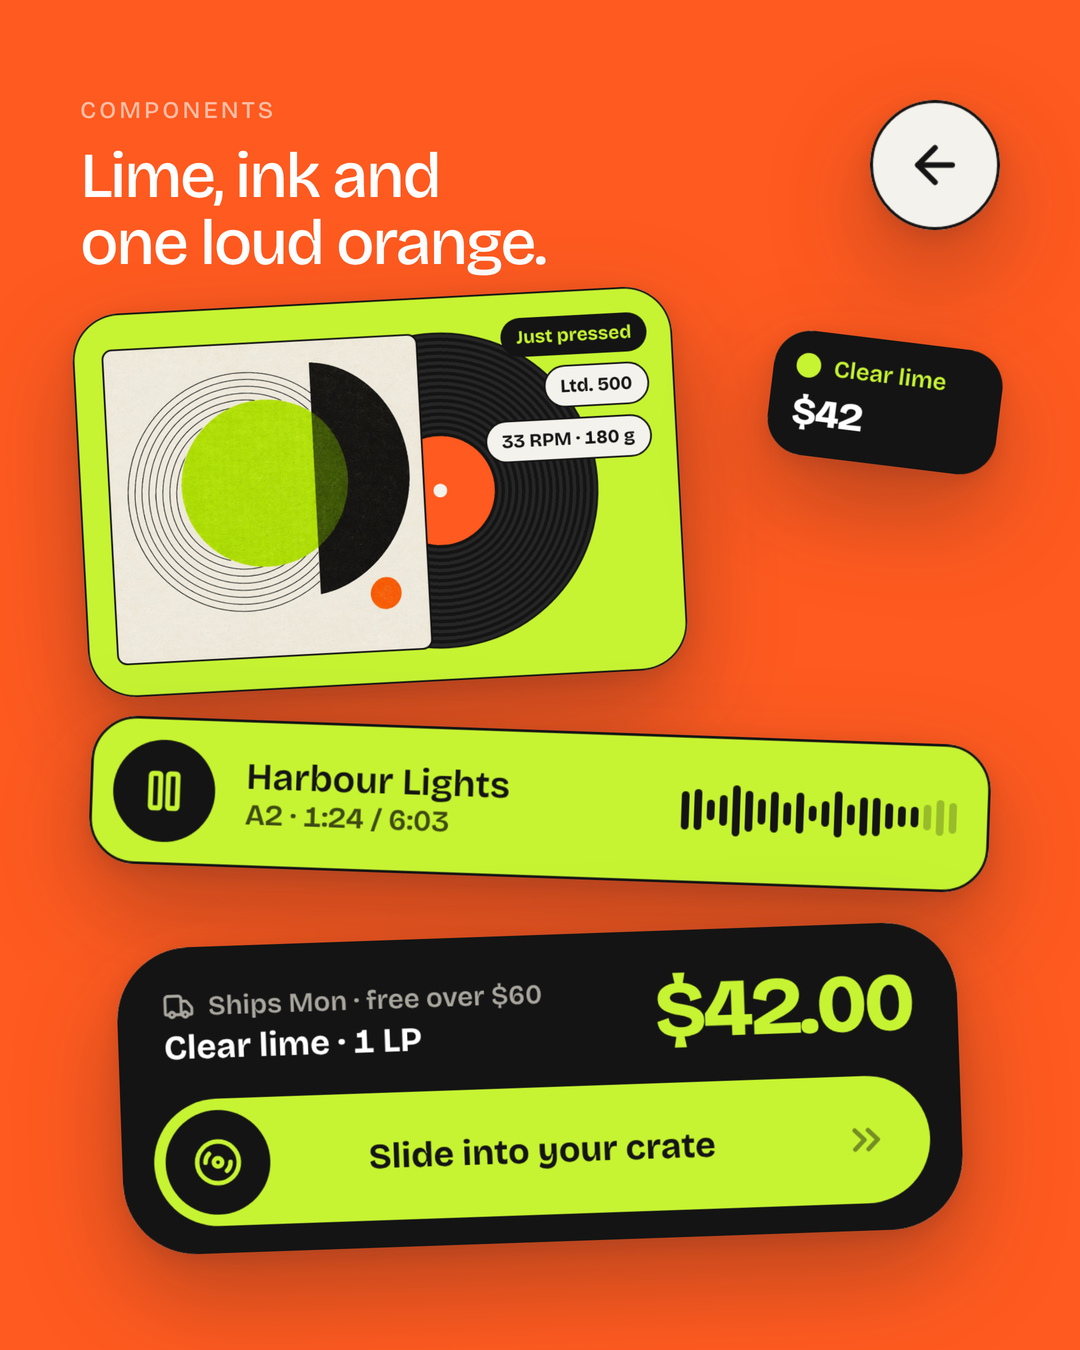 COMPONENTS
Lime, ink and
one loud orange.
Just pressed
Ltd. 500
33 RPM · 180 g
Clear lime
$42
Harbour Lights
A2 · 1:24 / 6:03
Ships Mon · free over $60
Clear lime · 1 LP
$42.00
Slide into your crate